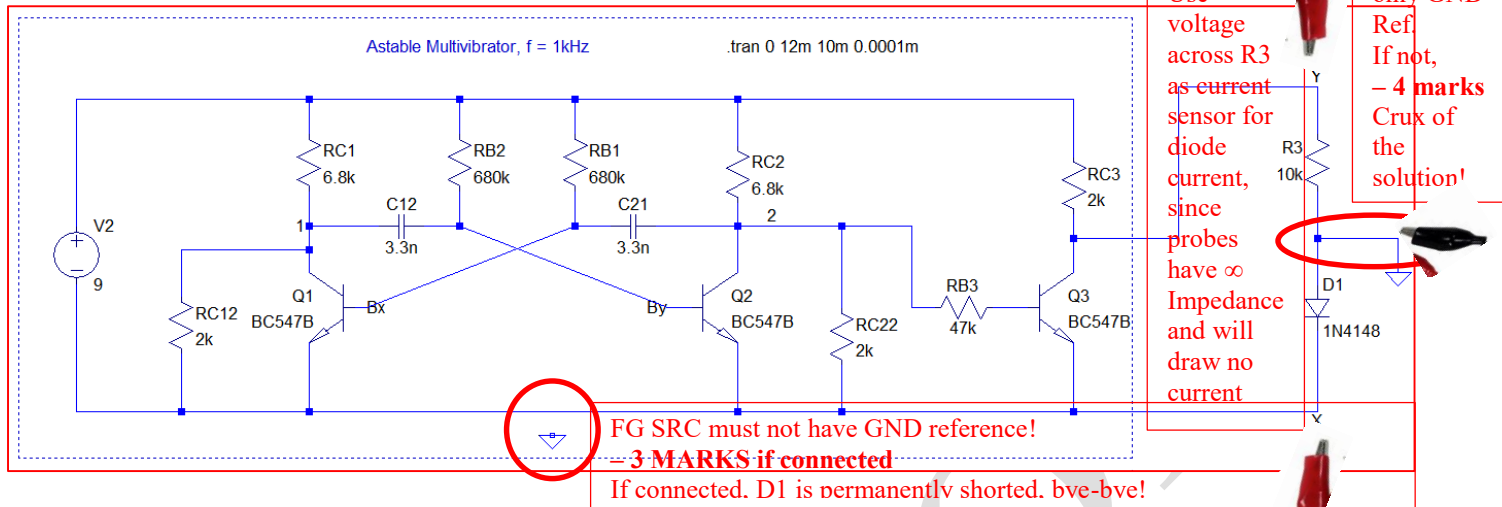 Astable Multivibrator, f = 1kHz
.tran 0 12m 10m 0.0001m
RC1
6.8k
RB2
680k
RB1
680k
RC2
6.8k
RC3
2k
V2
9
1
C12
3.3n
C21
3.3n
2
RC12
2k
Q1
BC547B
Bx
By
Q2
BC547B
RC22
2k
RB3
47k
Q3
BC547B
voltage
across R3
as current
sensor for
diode
current,
since
probes
have ∞
Impedance
and will
draw no
current
Y
R3
10k
D1
1N4148
X
only GND
Ref.
If not,
– 4 marks
Crux of
the
solution!
FG SRC must not have GND reference!
– 3 MARKS if connected
If connected, D1 is permanently shorted, bye-bye!